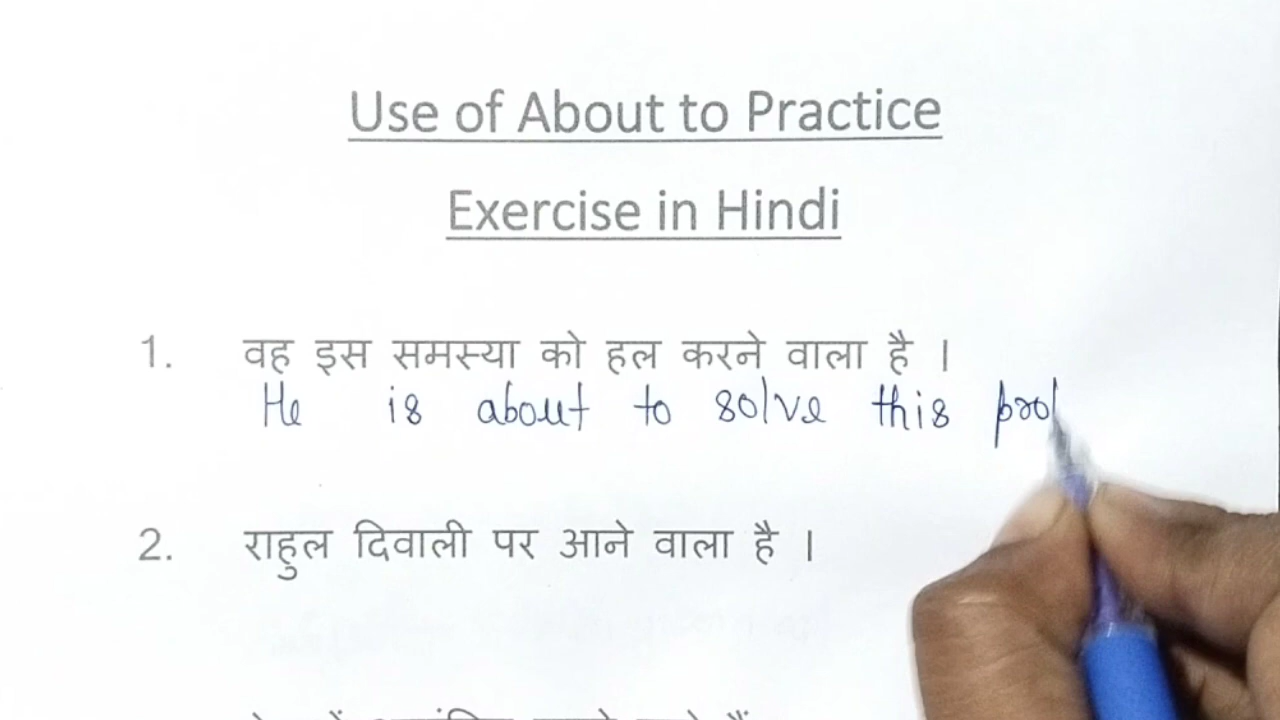 Use of About to Practice
Exercise in Hindi
1. वह इस समस्या को हल करने वाला है ।
He is about to solve this prol
2. राहुल दिवाली पर आने वाला है ।